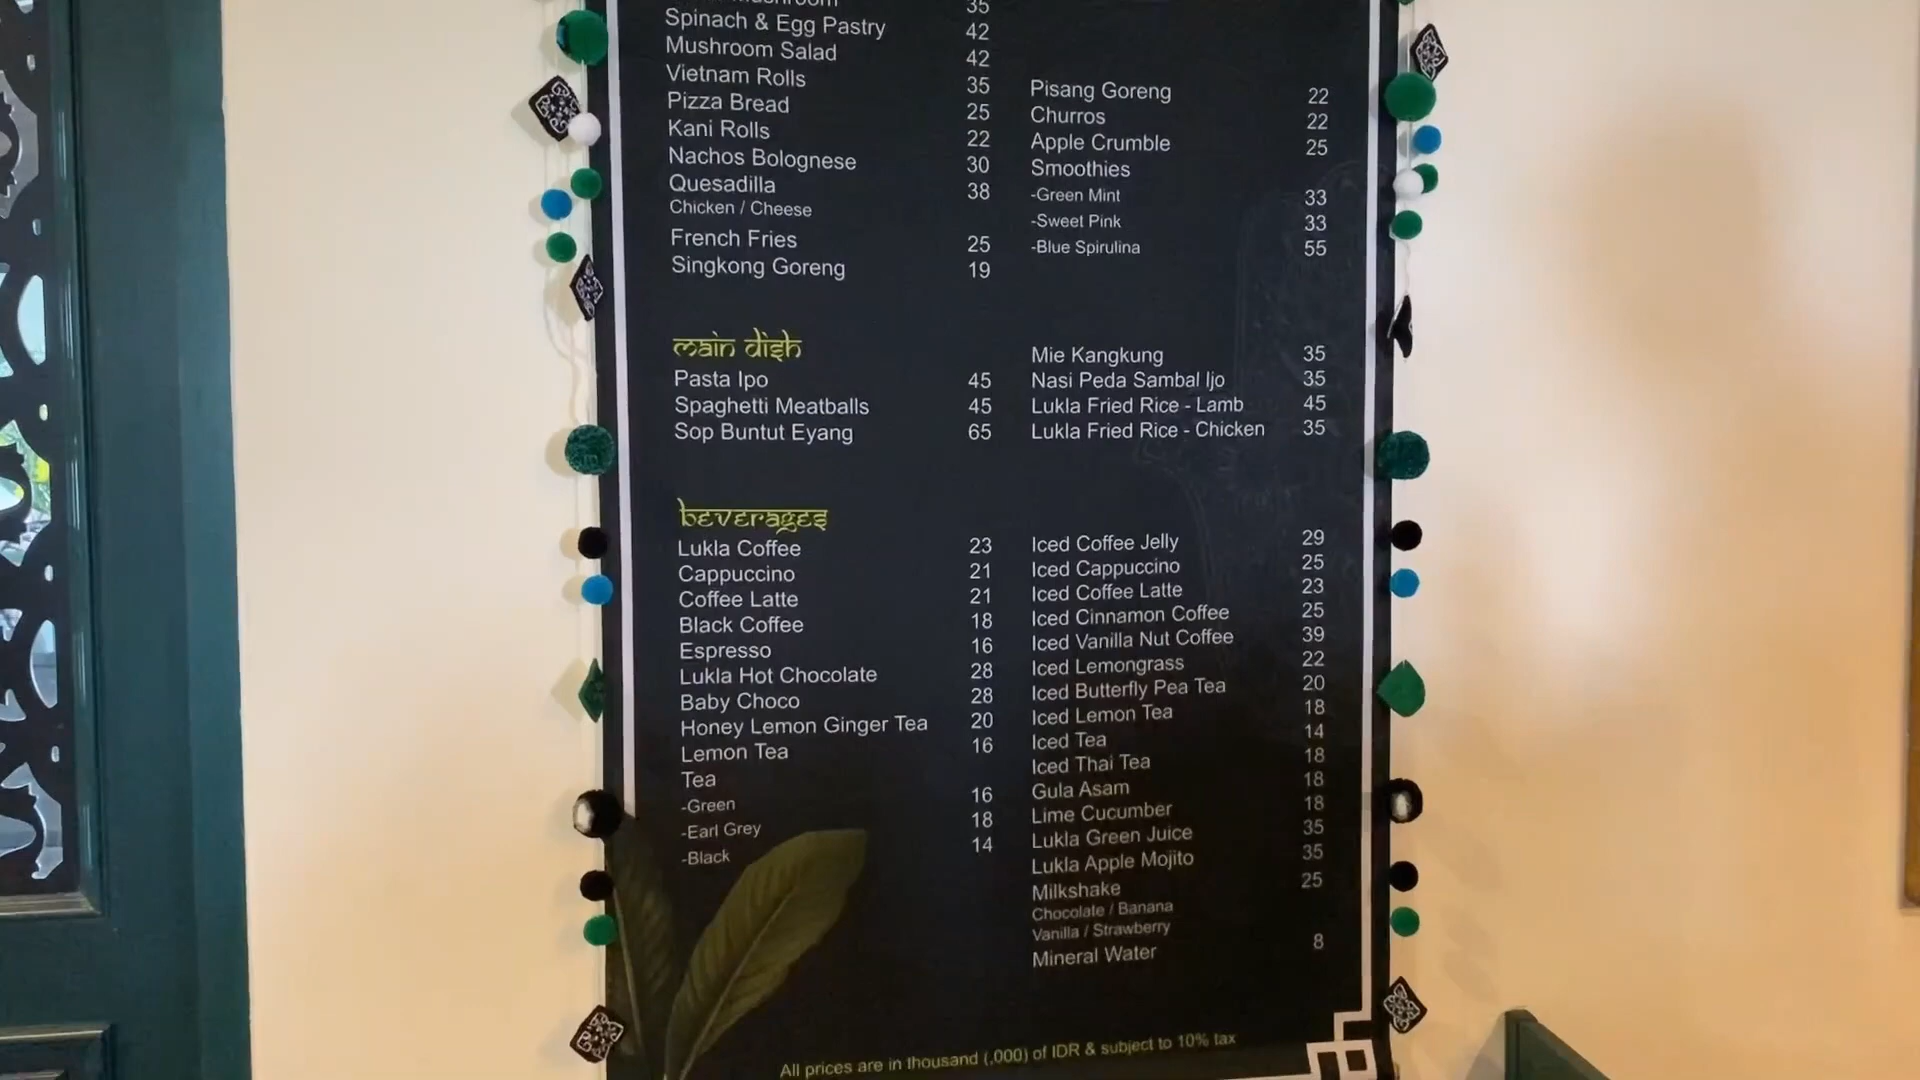 Mushroom 35
Spinach & Egg Pastry 42
Mushroom Salad 42
Vietnam Rolls 35
Pizza Bread 25
Kani Rolls 22
Nachos Bolognese 30
Quesadilla 38
Chicken / Cheese
French Fries 25
Singkong Goreng 19
Pisang Goreng 22
Churros 22
Apple Crumble 25
Smoothies
-Green Mint 33
-Sweet Pink 33
-Blue Spirulina 55
main dish
Pasta Ipo 45
Spaghetti Meatballs 45
Sop Buntut Eyang 65
Mie Kangkung 35
Nasi Peda Sambal Ijo 35
Lukla Fried Rice - Lamb 45
Lukla Fried Rice - Chicken 35
beverages
Lukla Coffee 23
Cappuccino 21
Coffee Latte 21
Black Coffee 18
Espresso 16
Lukla Hot Chocolate 28
Baby Choco 28
Honey Lemon Ginger Tea 20
Lemon Tea 16
Tea
-Green 16
-Earl Grey 18
-Black 14
Iced Coffee Jelly 29
Iced Cappuccino 25
Iced Coffee Latte 23
Iced Cinnamon Coffee 25
Iced Vanilla Nut Coffee 39
Iced Lemongrass 22
Iced Butterfly Pea Tea 20
Iced Lemon Tea 18
Iced Tea 14
Iced Thai Tea 18
Gula Asam 18
Lime Cucumber 18
Lukla Green Juice 35
Lukla Apple Mojito 35
Milkshake 25
Chocolate / Banana
Vanilla / Strawberry
Mineral Water 8
All prices are in thousand (.000) of IDR & subject to 10% tax